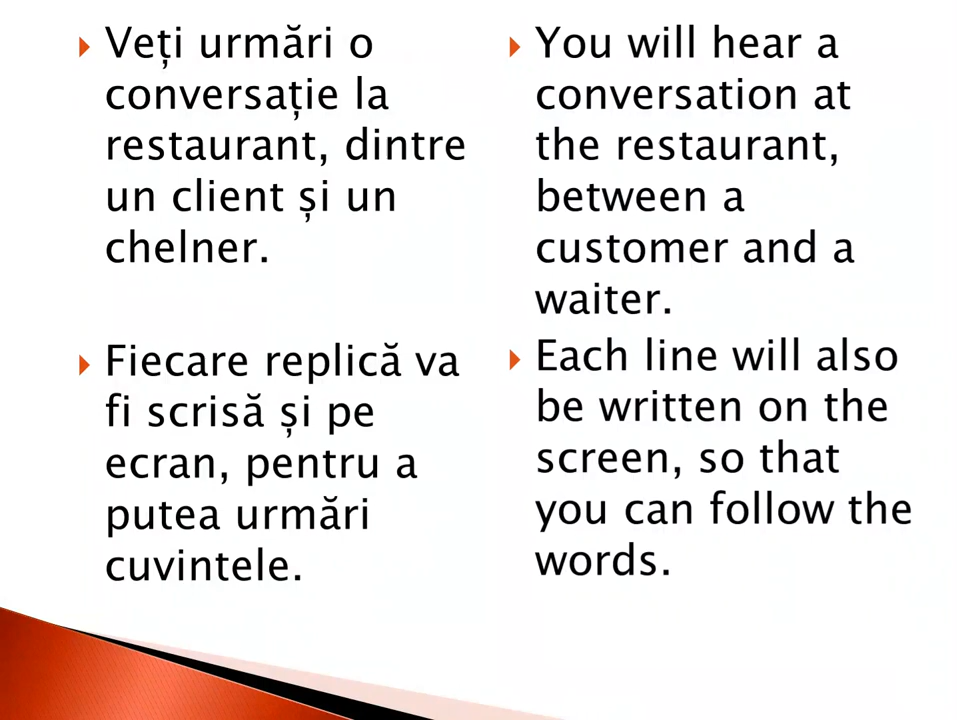 Veți urmări o
conversație la
restaurant, dintre
un client și un
chelner.
Fiecare replică va
fi scrisă și pe
ecran, pentru a
putea urmări
cuvintele.
You will hear a
conversation at
the restaurant,
between a
customer and a
waiter.
Each line will also
be written on the
screen, so that
you can follow the
words.